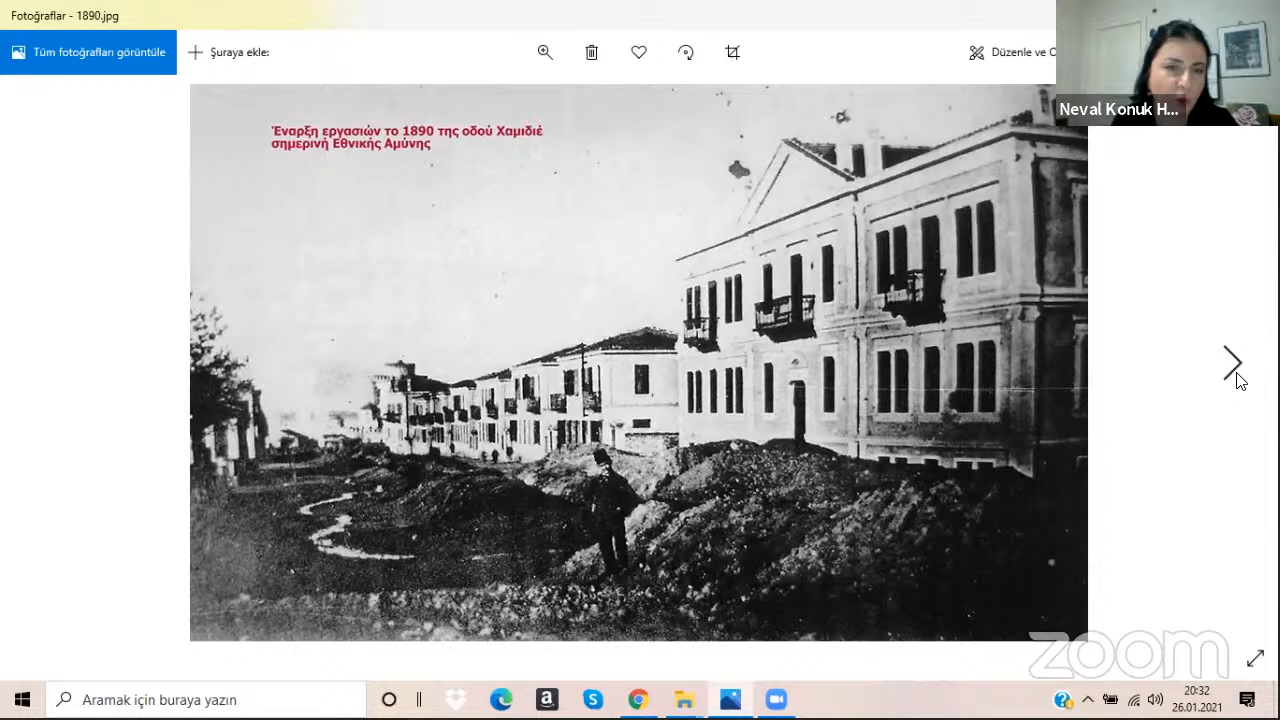 Fotoğraflar - 1890.jpg
Tüm fotoğrafları görüntüle
Şuraya ekle:
Düzenle ve O
Neval Konuk H...
Έναρξη εργασιών το 1890 της οδού Χαμιδιέ
σημερινή Εθνικής Αμύνης
zoom
Aramak için buraya yazın
20:32
26.01.2021